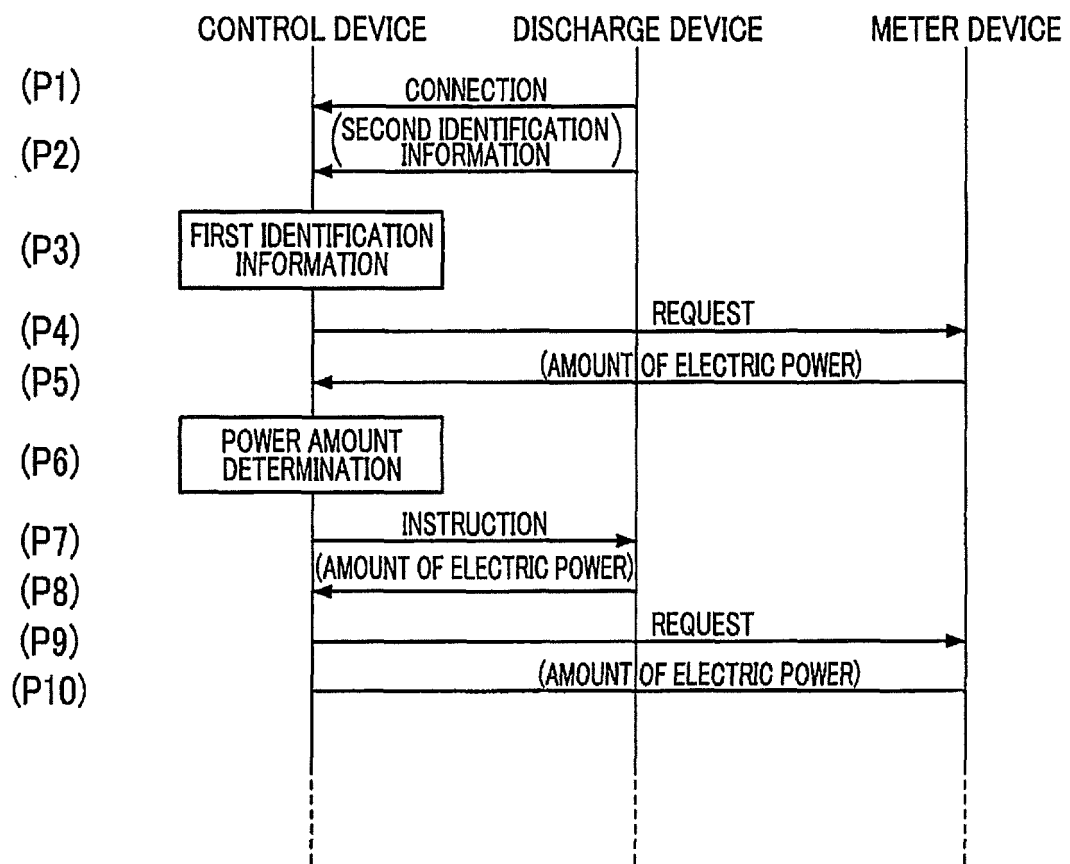 CONTROL DEVICE DISCHARGE DEVICE METER DEVICE
(P1) CONNECTION
(P2) (SECOND IDENTIFICATION
INFORMATION)
(P3) FIRST IDENTIFICATION
INFORMATION
(P4) REQUEST
(P5) (AMOUNT OF ELECTRIC POWER)
(P6) POWER AMOUNT
DETERMINATION
(P7) INSTRUCTION
(P8) (AMOUNT OF ELECTRIC POWER)
(P9) REQUEST
(P10) (AMOUNT OF ELECTRIC POWER)